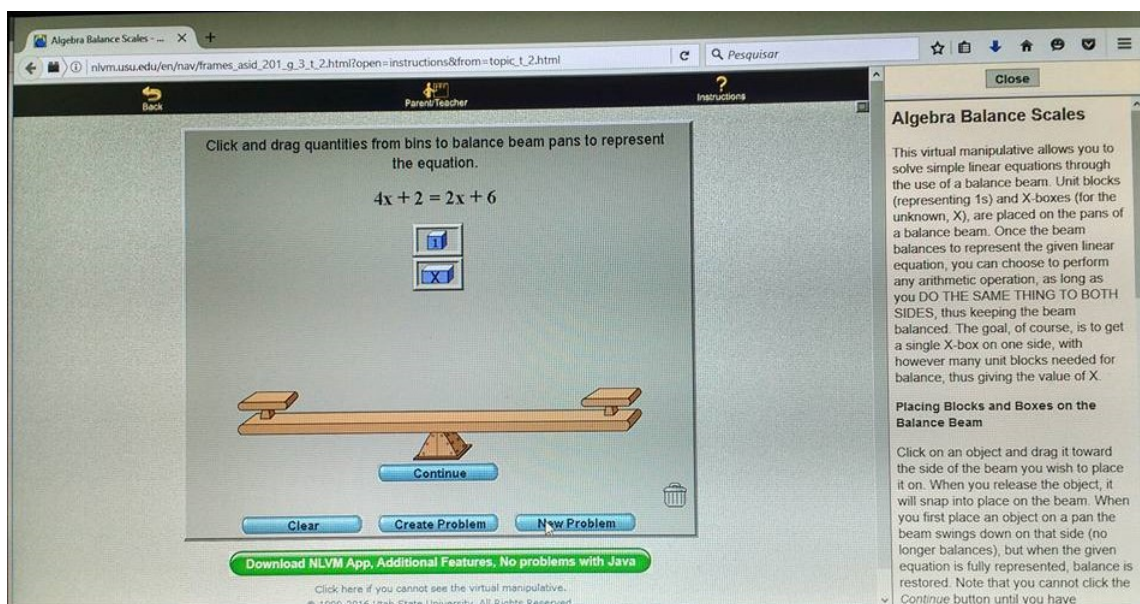 Algebra Balance Scales - ...
nlvm.usu.edu/en/nav/frames_asid_201_g_3_t_2.html?open=instructions&from=topic_t_2.html
Pesquisar
Back
Parent/Teacher
Instructions
Click and drag quantities from bins to balance beam pans to represent
the equation.
4x + 2 = 2x + 6
1
X
Continue
Clear
Create Problem
New Problem
Download NLVM App, Additional Features, No problems with Java
Click here if you cannot see the virtual manipulative.
© 1999-2016 Utah State University. All Rights Reserved.
Close
Algebra Balance Scales
This virtual manipulative allows you to
solve simple linear equations through
the use of a balance beam. Unit blocks
(representing 1s) and X-boxes (for the
unknown, X), are placed on the pans of
a balance beam. Once the beam
balances to represent the given linear
equation, you can choose to perform
any arithmetic operation, as long as
you DO THE SAME THING TO BOTH
SIDES, thus keeping the beam
balanced. The goal, of course, is to get
a single X-box on one side, with
however many unit blocks needed for
balance, thus giving the value of X.
Placing Blocks and Boxes on the
Balance Beam
Click on an object and drag it toward
the side of the beam you wish to place
it on. When you release the object, it
will snap into place on the beam. When
you first place an object on a pan the
beam swings down on that side (no
longer balances), but when the given
equation is fully represented, balance is
restored. Note that you cannot click the
Continue button until you have